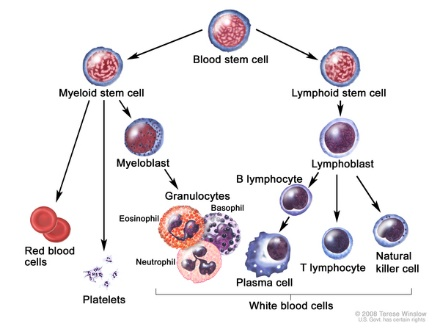 Blood stem cell
Myeloid stem cell
Lymphoid stem cell
Myeloblast
Lymphoblast
B lymphocyte
Granulocytes
Basophil
Eosinophil
Neutrophil
Red blood
cells
Platelets
Plasma cell
T lymphocyte
Natural
killer cell
White blood cells
© 2008 Terese Winslow
U.S. Govt. has certain rights